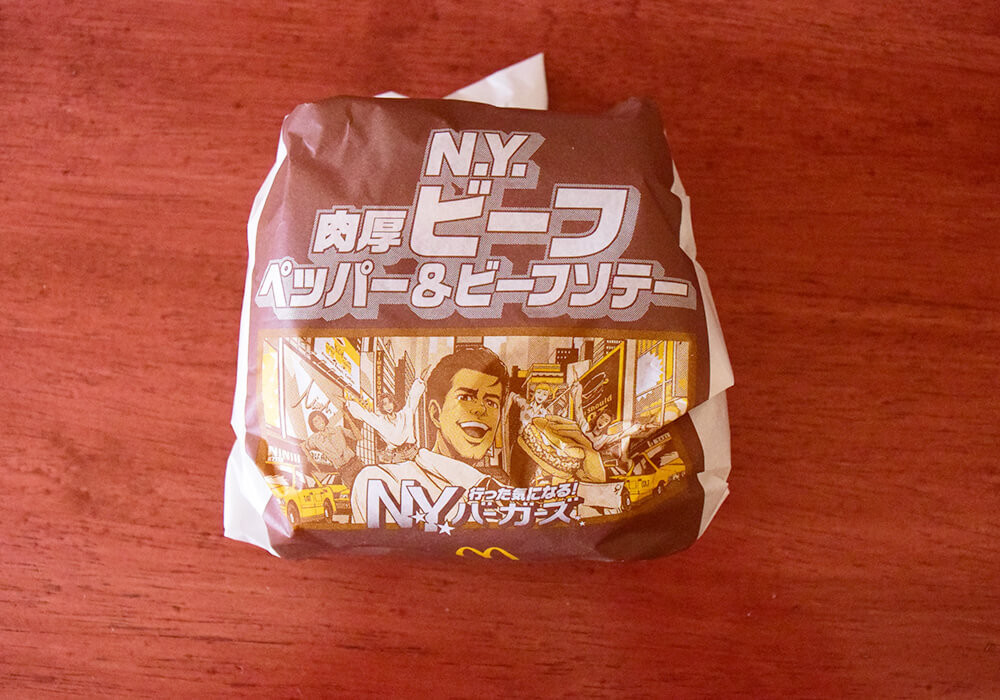 N.Y.
肉厚ビーフ
ペッパー&ビーフソテー
N.Y.
行った気になる!
バーガーズ